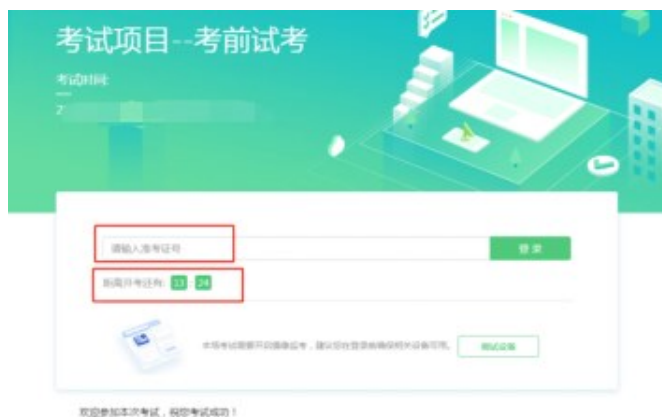 考试项目--考前试考
考试时间:
2
请输入准考证号
登 录
距离开考还有: 13 : 24
本场考试需要开启摄像监考，建议您在登录前确保相关设备可用。
调试设备
欢迎参加本次考试，祝您考试成功！